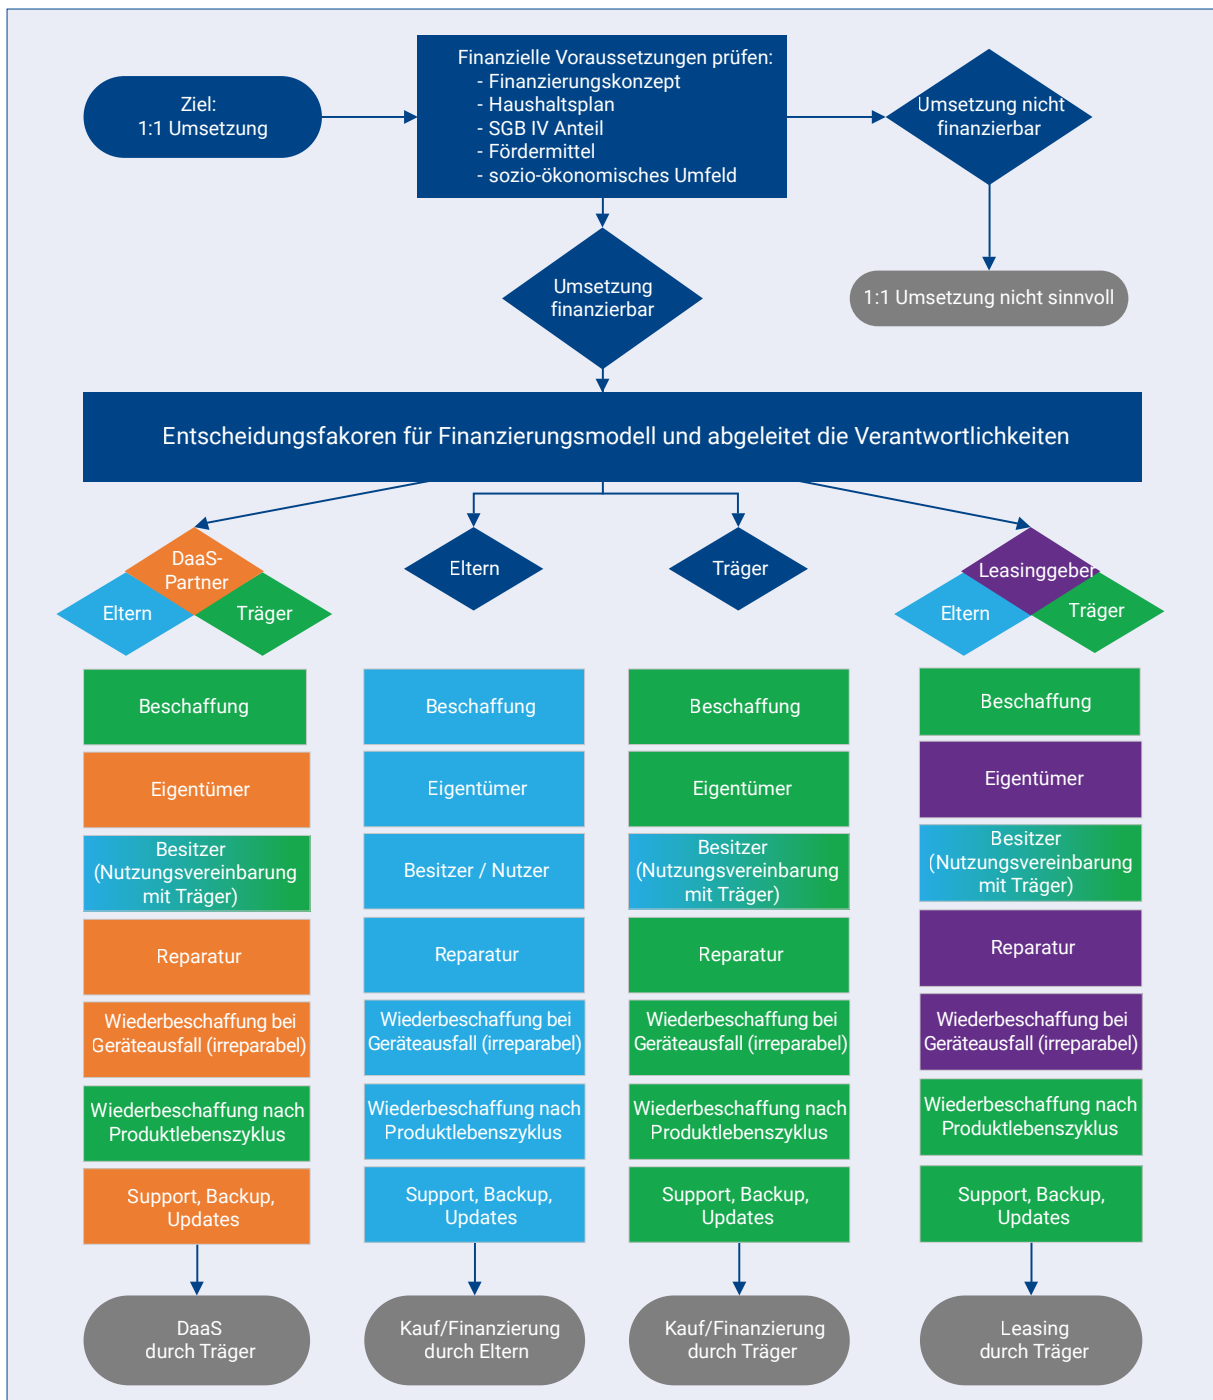 Ziel:
1:1 Umsetzung
Finanzielle Voraussetzungen prüfen:
- Finanzierungskonzept
- Haushaltsplan
- SGB IV Anteil
- Fördermittel
- sozio-ökonomisches Umfeld
Umsetzung nicht
finanzierbar
Umsetzung
finanzierbar
1:1 Umsetzung nicht sinnvoll
Entscheidungsfakoren für Finanzierungsmodell und abgeleitet die Verantwortlichkeiten
DaaS-
Partner
Eltern
Träger
Eltern
Träger
Leasinggeber
Eltern
Träger
Beschaffung
Eigentümer
Besitzer
(Nutzungsvereinbarung
mit Träger)
Reparatur
Wiederbeschaffung bei
Geräteausfall (irreparabel)
Wiederbeschaffung nach
Produktlebenszyklus
Support, Backup,
Updates
DaaS
durch Träger
Beschaffung
Eigentümer
Besitzer / Nutzer
Reparatur
Wiederbeschaffung bei
Geräteausfall (irreparabel)
Wiederbeschaffung nach
Produktlebenszyklus
Support, Backup,
Updates
Kauf/Finanzierung
durch Eltern
Beschaffung
Eigentümer
Besitzer
(Nutzungsvereinbarung
mit Träger)
Reparatur
Wiederbeschaffung bei
Geräteausfall (irreparabel)
Wiederbeschaffung nach
Produktlebenszyklus
Support, Backup,
Updates
Kauf/Finanzierung
durch Träger
Beschaffung
Eigentümer
Besitzer
(Nutzungsvereinbarung
mit Träger)
Reparatur
Wiederbeschaffung bei
Geräteausfall (irreparabel)
Wiederbeschaffung nach
Produktlebenszyklus
Support, Backup,
Updates
Leasing
durch Träger